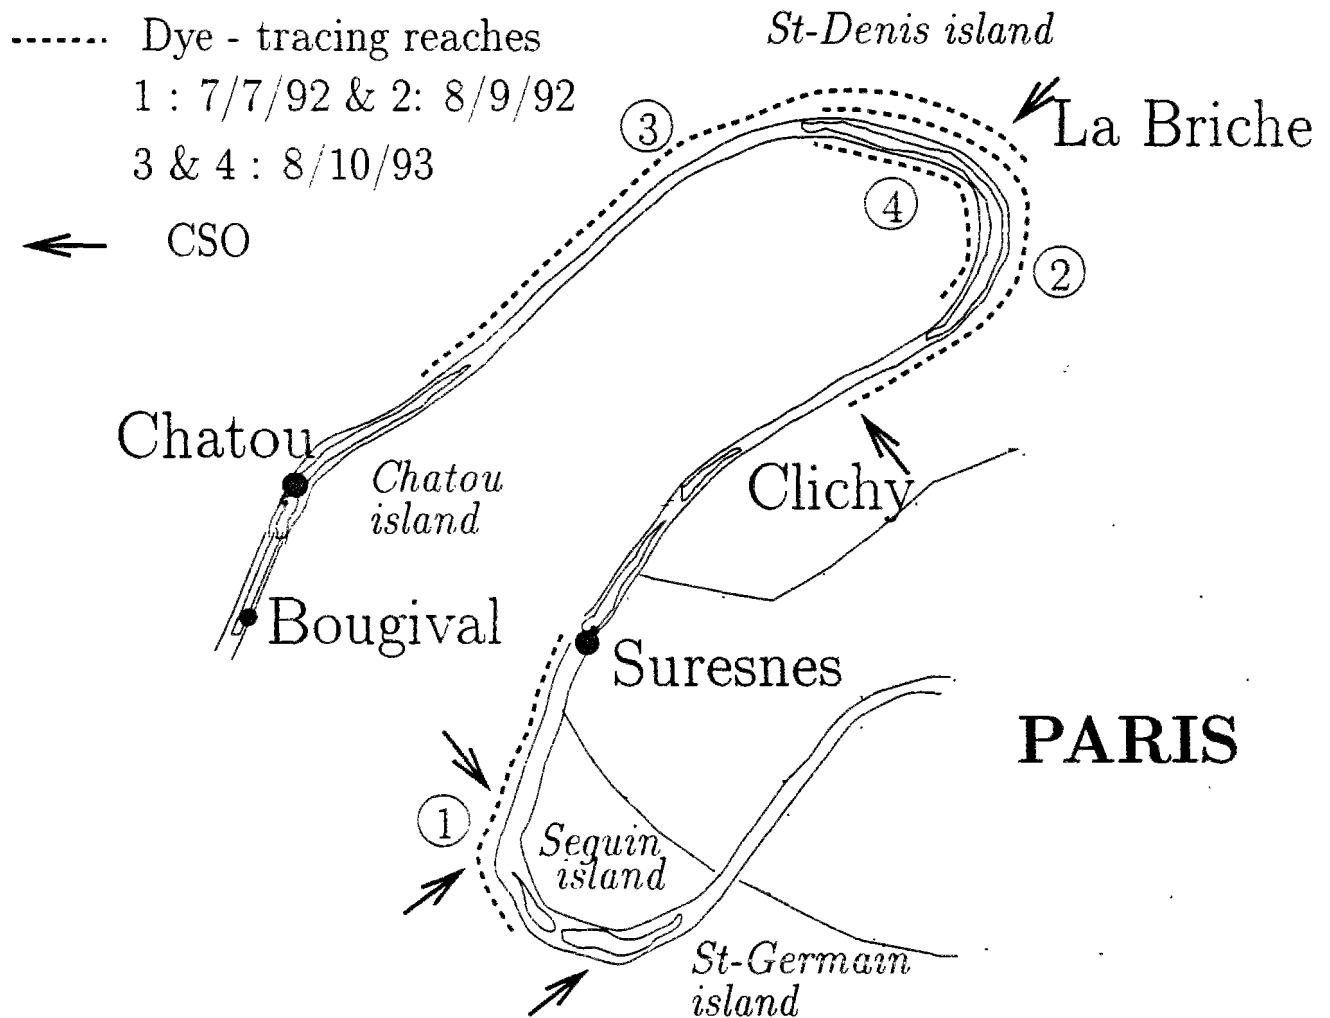 Dye - tracing reaches
1 : 7/7/92 & 2: 8/9/92
3 & 4 : 8/10/93
CSO
St-Denis island
La Briche
3
4
2
Chatou
Chatou
island
Clichy
Bougival
Suresnes
PARIS
1
Seguin
island
St-Germain
island